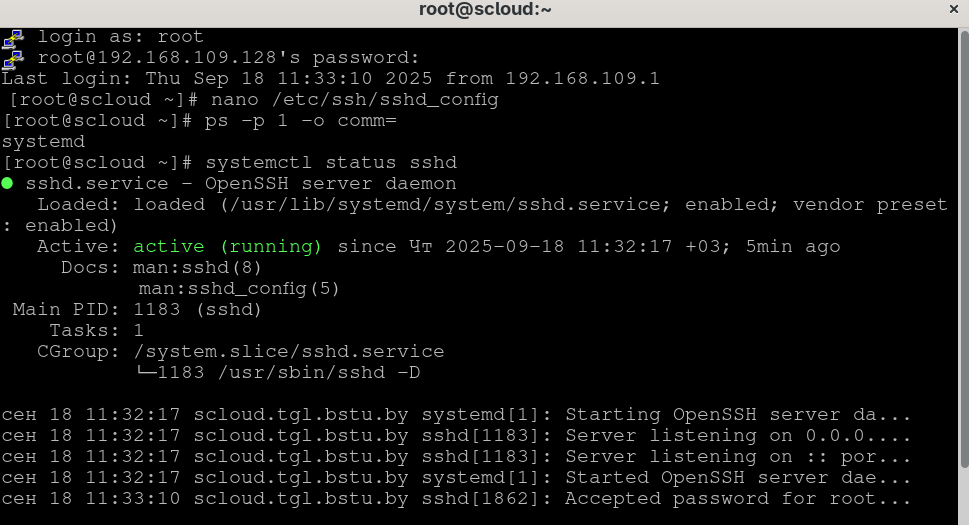 root@scloud:~
login as: root
root@192.168.109.128's password:
Last login: Thu Sep 18 11:33:10 2025 from 192.168.109.1
[root@scloud ~]# nano /etc/ssh/sshd_config
[root@scloud ~]# ps -p 1 -o comm=
systemd
[root@scloud ~]# systemctl status sshd
● sshd.service - OpenSSH server daemon
Loaded: loaded (/usr/lib/systemd/system/sshd.service; enabled; vendor preset
: enabled)
Active: active (running) since Чт 2025-09-18 11:32:17 +03; 5min ago
Docs: man:sshd(8)
man:sshd_config(5)
Main PID: 1183 (sshd)
Tasks: 1
CGroup: /system.slice/sshd.service
└─1183 /usr/sbin/sshd -D
сен 18 11:32:17 scloud.tgl.bstu.by systemd[1]: Starting OpenSSH server da...
сен 18 11:32:17 scloud.tgl.bstu.by sshd[1183]: Server listening on 0.0.0....
сен 18 11:32:17 scloud.tgl.bstu.by sshd[1183]: Server listening on :: por...
сен 18 11:32:17 scloud.tgl.bstu.by systemd[1]: Started OpenSSH server dae...
сен 18 11:33:10 scloud.tgl.bstu.by sshd[1862]: Accepted password for root...